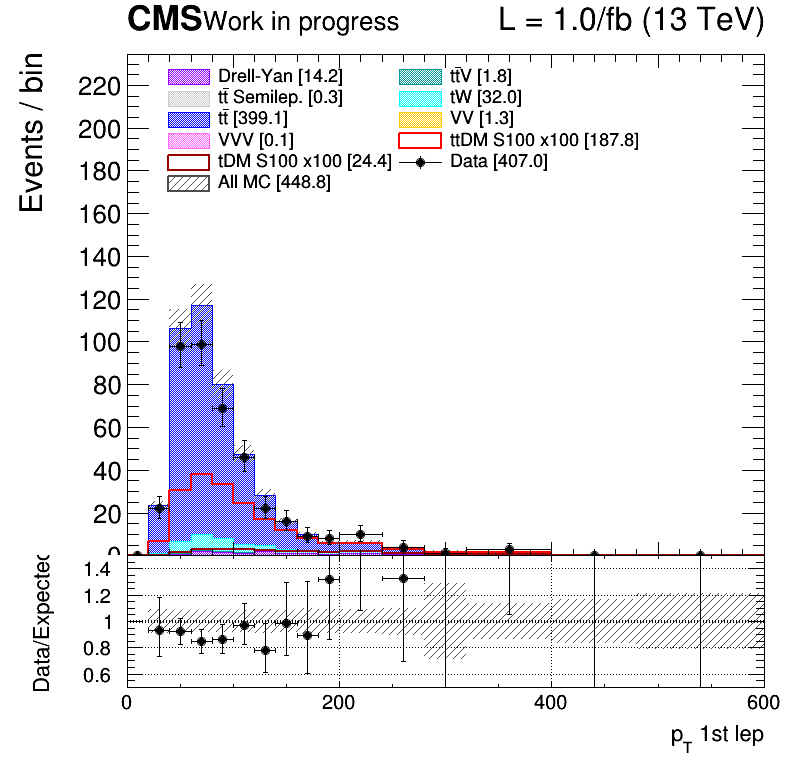 CMS Work in progress L = 1.0/fb (13 TeV)
Drell-Yan [14.2] tt̄V [1.8]
tt̄ Semilep. [0.3] tW [32.0]
tt̄ [399.1] VV [1.3]
VVV [0.1] ttDM S100 x100 [187.8]
tDM S100 x100 [24.4] Data [407.0]
All MC [448.8]
Events / bin
220
200
180
160
140
120
100
80
60
40
20
0
Data/Expected
1.4
1.2
1
0.8
0.6
0 200 400 600
p_T 1st lep